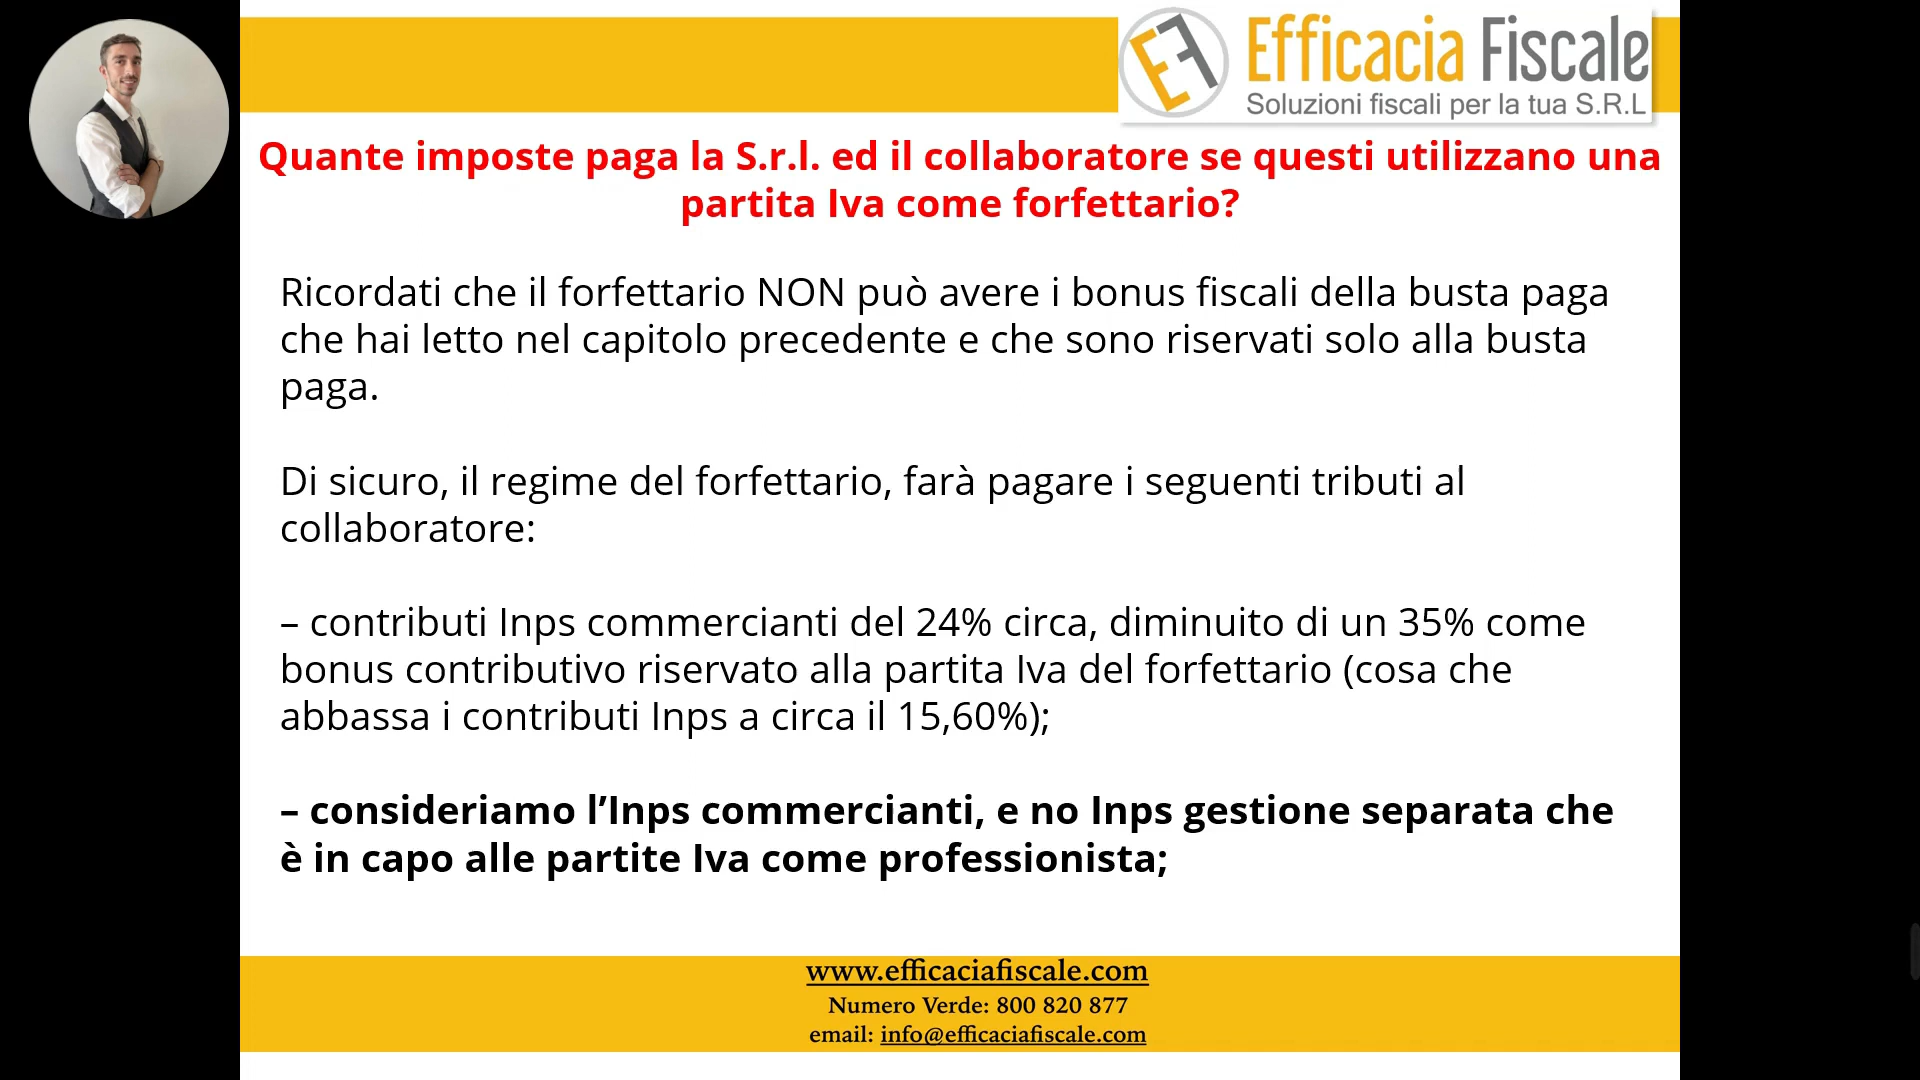 EF
Efficacia Fiscale
Soluzioni fiscali per la tua S.R.L
Quante imposte paga la S.r.l. ed il collaboratore se questi utilizzano una
partita Iva come forfettario?
Ricordati che il forfettario NON può avere i bonus fiscali della busta paga
che hai letto nel capitolo precedente e che sono riservati solo alla busta
paga.
Di sicuro, il regime del forfettario, farà pagare i seguenti tributi al
collaboratore:
– contributi Inps commercianti del 24% circa, diminuito di un 35% come
bonus contributivo riservato alla partita Iva del forfettario (cosa che
abbassa i contributi Inps a circa il 15,60%);
– consideriamo l’Inps commercianti, e no Inps gestione separata che
è in capo alle partite Iva come professionista;
www.efficaciafiscale.com
Numero Verde: 800 820 877
email: info@efficaciafiscale.com